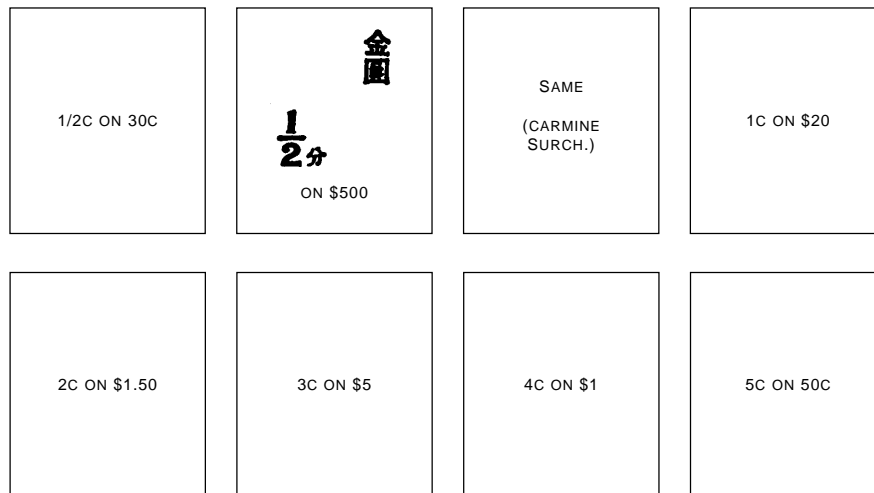 1/2C ON 30C
金
圓
1/2分
ON $500
SAME
(CARMINE
SURCH.)
1C ON $20
2C ON $1.50
3C ON $5
4C ON $1
5C ON 50C